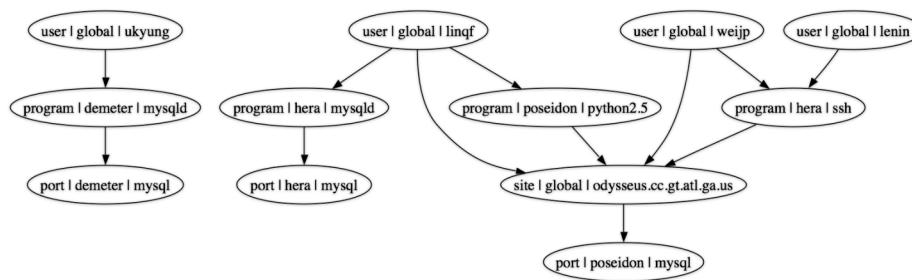 user | global | ukyung
user | global | linqf
user | global | weijp
user | global | lenin
program | demeter | mysqld
program | hera | mysqld
program | poseidon | python2.5
program | hera | ssh
port | demeter | mysql
port | hera | mysql
site | global | odysseus.cc.gt.atl.ga.us
port | poseidon | mysql